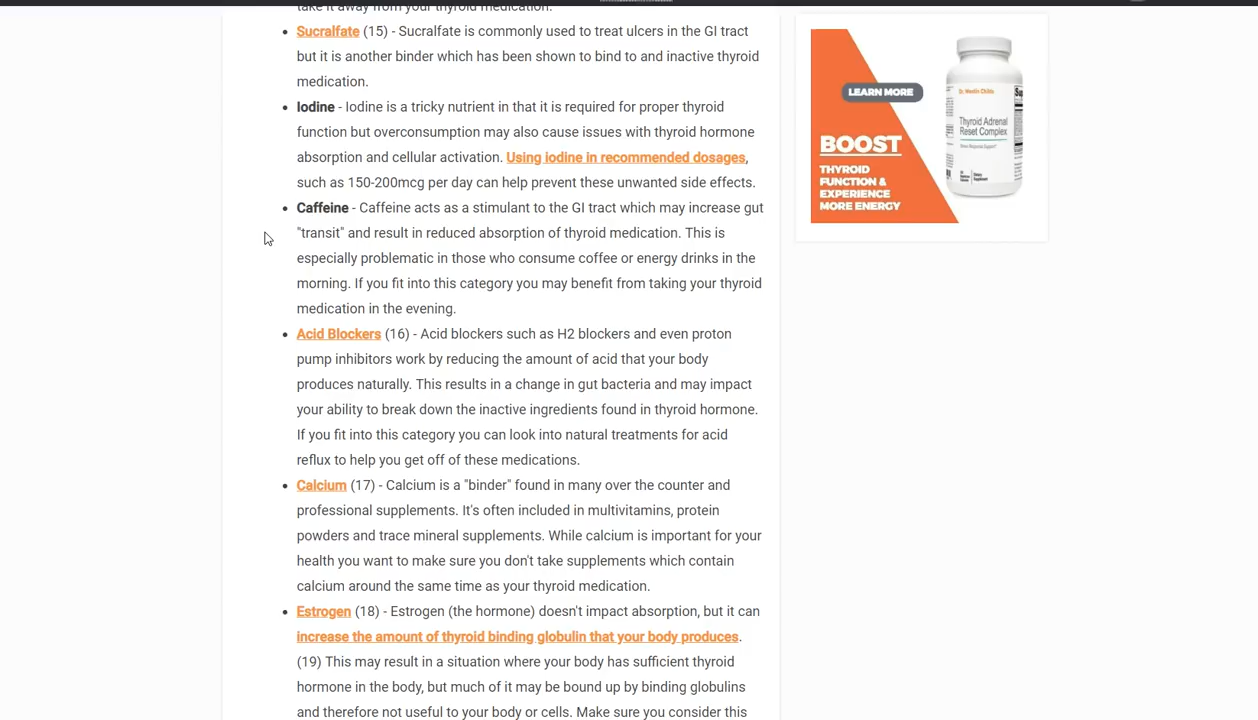 take it away from your thyroid medication.
Sucralfate (15) - Sucralfate is commonly used to treat ulcers in the GI tract
but it is another binder which has been shown to bind to and inactive thyroid
medication.
Iodine - Iodine is a tricky nutrient in that it is required for proper thyroid
function but overconsumption may also cause issues with thyroid hormone
absorption and cellular activation. Using iodine in recommended dosages,
such as 150-200mcg per day can help prevent these unwanted side effects.
Caffeine - Caffeine acts as a stimulant to the GI tract which may increase gut
"transit" and result in reduced absorption of thyroid medication. This is
especially problematic in those who consume coffee or energy drinks in the
morning. If you fit into this category you may benefit from taking your thyroid
medication in the evening.
Acid Blockers (16) - Acid blockers such as H2 blockers and even proton
pump inhibitors work by reducing the amount of acid that your body
produces naturally. This results in a change in gut bacteria and may impact
your ability to break down the inactive ingredients found in thyroid hormone.
If you fit into this category you can look into natural treatments for acid
reflux to help you get off of these medications.
Calcium (17) - Calcium is a "binder" found in many over the counter and
professional supplements. It's often included in multivitamins, protein
powders and trace mineral supplements. While calcium is important for your
health you want to make sure you don't take supplements which contain
calcium around the same time as your thyroid medication.
Estrogen (18) - Estrogen (the hormone) doesn't impact absorption, but it can
increase the amount of thyroid binding globulin that your body produces.
(19) This may result in a situation where your body has sufficient thyroid
hormone in the body, but much of it may be bound up by binding globulins
and therefore not useful to your body or cells. Make sure you consider this
LEARN MORE
BOOST
THYROID
FUNCTION &
EXPERIENCE
MORE ENERGY
Dr. Westin Childs
Thyroid Adrenal
Reset Complex